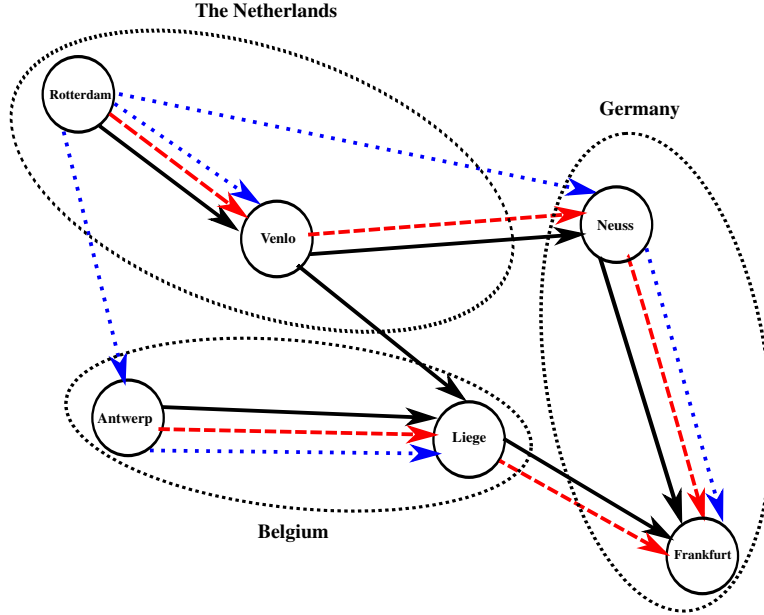 The Netherlands
Rotterdam
Germany
Venlo
Neuss
Antwerp
Liege
Belgium
Frankfurt